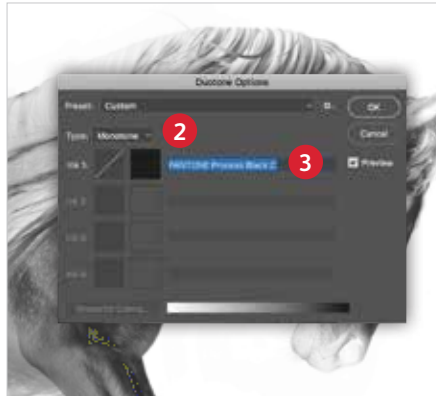 Duotone Options
Preset: Custom
OK
Type: Monotone
2
Cancel
Ink 1:
PANTONE Process Black C
3
Preview
Ink 2:
Ink 3:
Ink 4:
Overprint Colors...